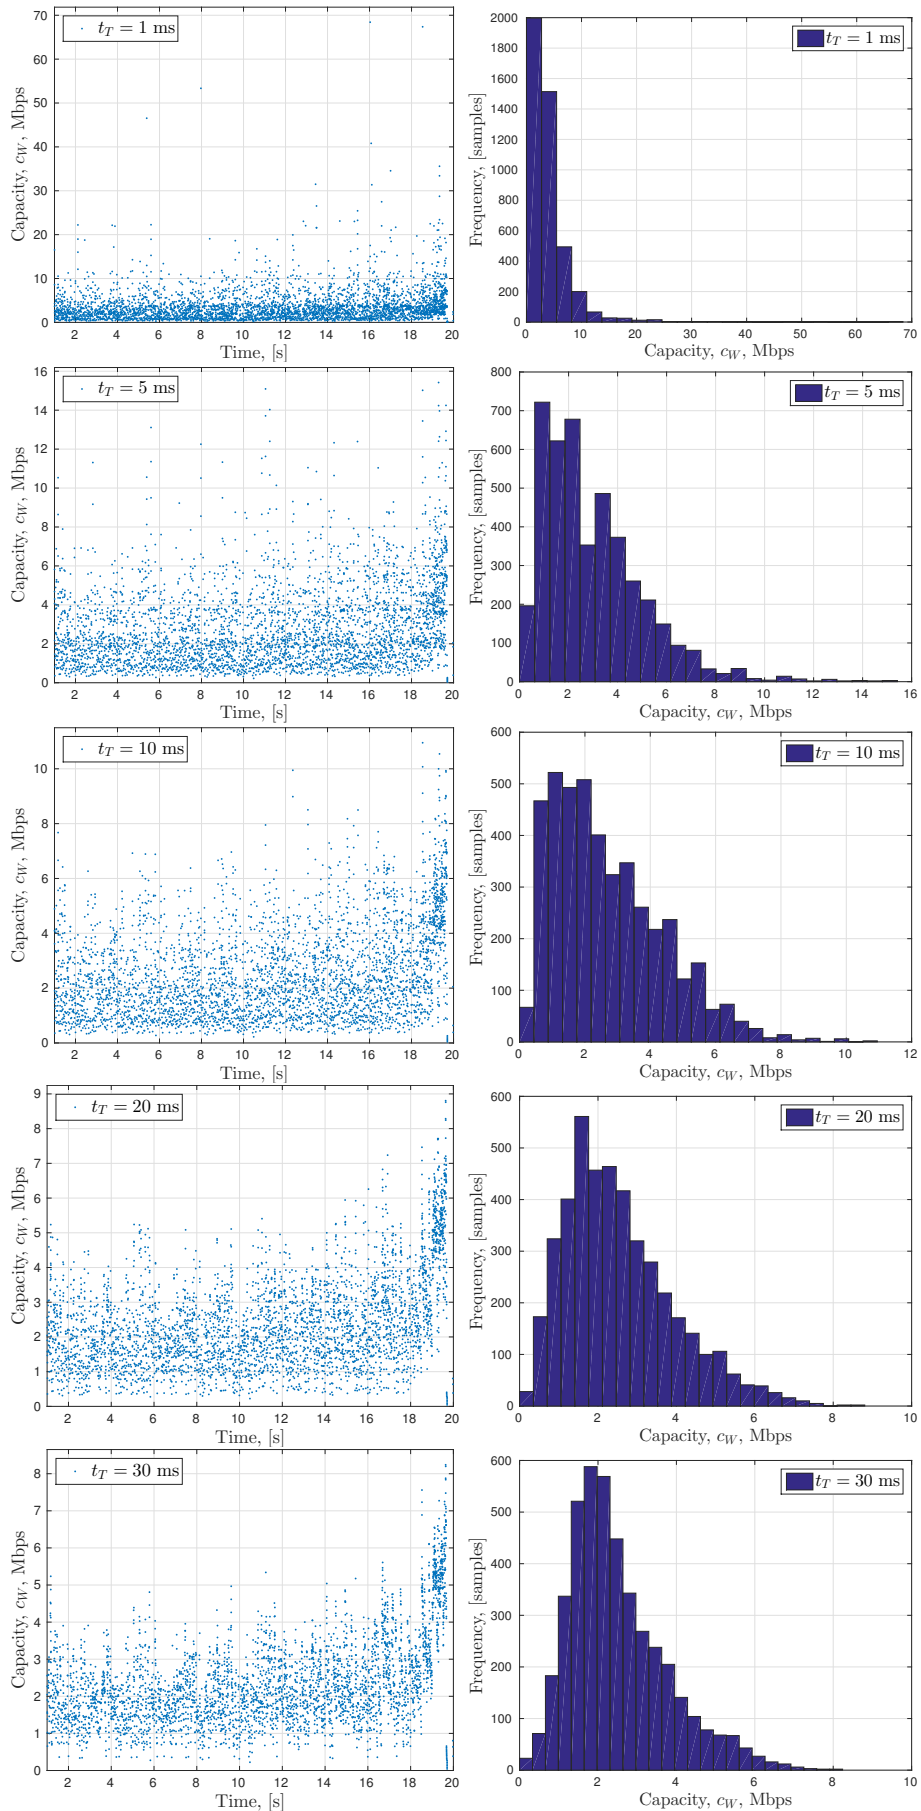 t_T = 1 ms
Capacity, c_W, Mbps
70
60
50
40
30
20
10
0
2 4 6 8 10 12 14 16 18 20
Time, [s]
t_T = 1 ms
Frequency, [samples]
2000
1800
1600
1400
1200
1000
800
600
400
200
0
0 10 20 30 40 50 60 70
Capacity, c_W, Mbps
t_T = 5 ms
Capacity, c_W, Mbps
16
14
12
10
8
6
4
2
0
2 4 6 8 10 12 14 16 18 20
Time, [s]
t_T = 5 ms
Frequency, [samples]
800
700
600
500
400
300
200
100
0
0 2 4 6 8 10 12 14 16
Capacity, c_W, Mbps
t_T = 10 ms
Capacity, c_W, Mbps
10
8
6
4
2
0
2 4 6 8 10 12 14 16 18 20
Time, [s]
t_T = 10 ms
Frequency, [samples]
600
500
400
300
200
100
0
0 2 4 6 8 10 12
Capacity, c_W, Mbps
t_T = 20 ms
Capacity, c_W, Mbps
9
8
7
6
5
4
3
2
1
0
2 4 6 8 10 12 14 16 18 20
Time, [s]
t_T = 20 ms
Frequency, [samples]
600
500
400
300
200
100
0
0 2 4 6 8 10
Capacity, c_W, Mbps
t_T = 30 ms
Capacity, c_W, Mbps
8
7
6
5
4
3
2
1
0
2 4 6 8 10 12 14 16 18 20
Time, [s]
t_T = 30 ms
Frequency, [samples]
600
500
400
300
200
100
0
0 2 4 6 8 10
Capacity, c_W, Mbps